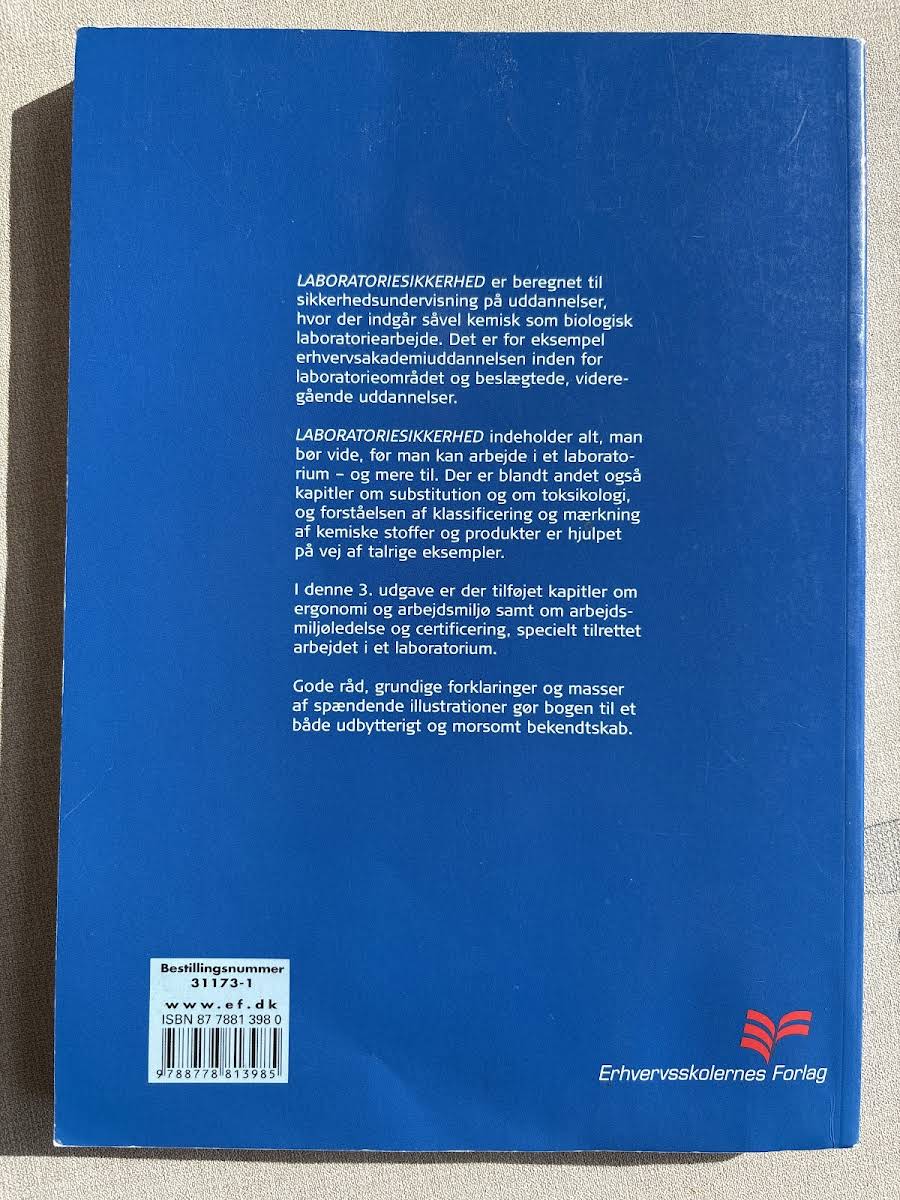 LABORATORIESIKKERHED er beregnet til
sikkerhedsundervisning på uddannelser,
hvor der indgår såvel kemisk som biologisk
laboratoriearbejde. Det er for eksempel
erhvervsakademiuddannelsen inden for
laboratorieområdet og beslægtede, videre-
gående uddannelser.
LABORATORIESIKKERHED indeholder alt, man
bør vide, før man kan arbejde i et laborato-
rium – og mere til. Der er blandt andet også
kapitler om substitution og om toksikologi,
og forståelsen af klassificering og mærkning
af kemiske stoffer og produkter er hjulpet
på vej af talrige eksempler.
I denne 3. udgave er der tilføjet kapitler om
ergonomi og arbejdsmiljø samt om arbejds-
miljøledelse og certificering, specielt tilrettet
arbejdet i et laboratorium.
Gode råd, grundige forklaringer og masser
af spændende illustrationer gør bogen til et
både udbytterigt og morsomt bekendtskab.
Bestillingsnummer
31173-1
www.ef.dk
ISBN 87 7881 398 0
9788778813985
Erhvervsskolernes Forlag